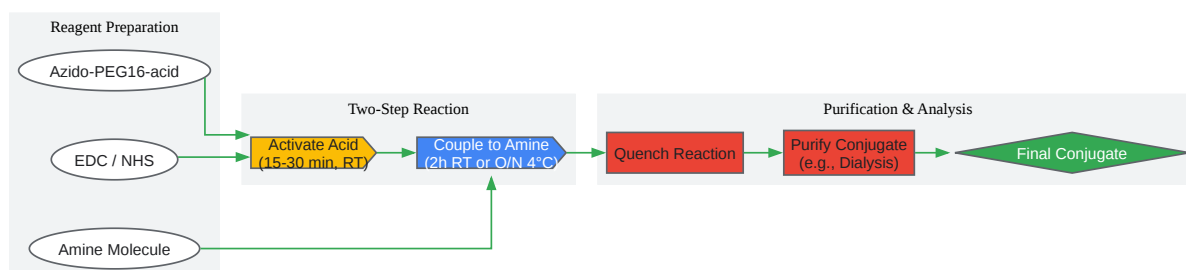 Reagent Preparation
Azido-PEG16-acid
EDC / NHS
Amine Molecule
Two-Step Reaction
Activate Acid
(15-30 min, RT)
Couple to Amine
(2h RT or O/N 4°C)
Purification & Analysis
Quench Reaction
Purify Conjugate
(e.g., Dialysis)
Final Conjugate